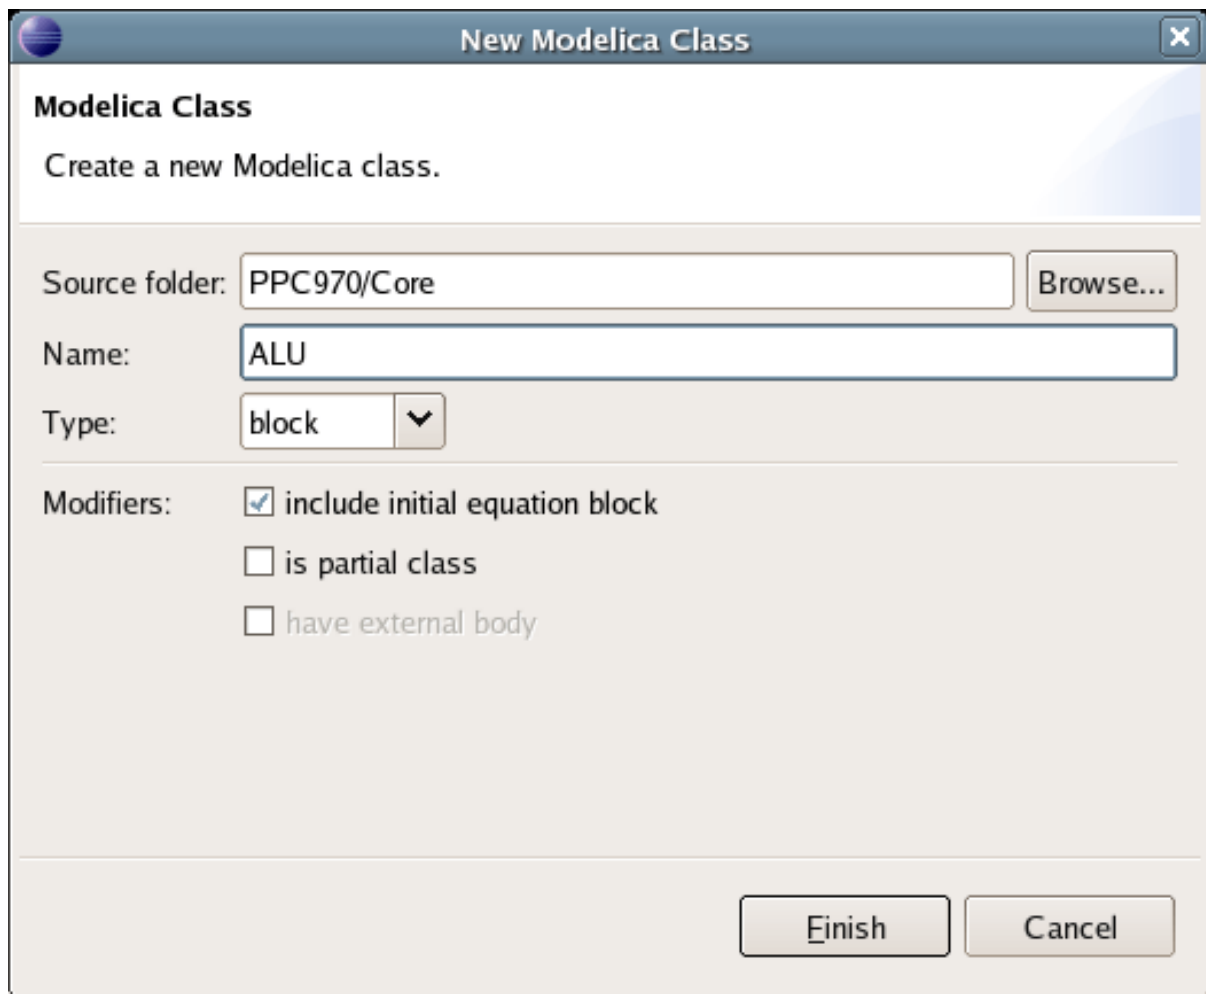 New Modelica Class
Modelica Class
Create a new Modelica class.
Source folder: PPC970/Core Browse...
Name: ALU
Type: block
Modifiers: include initial equation block
is partial class
have external body
Finish Cancel